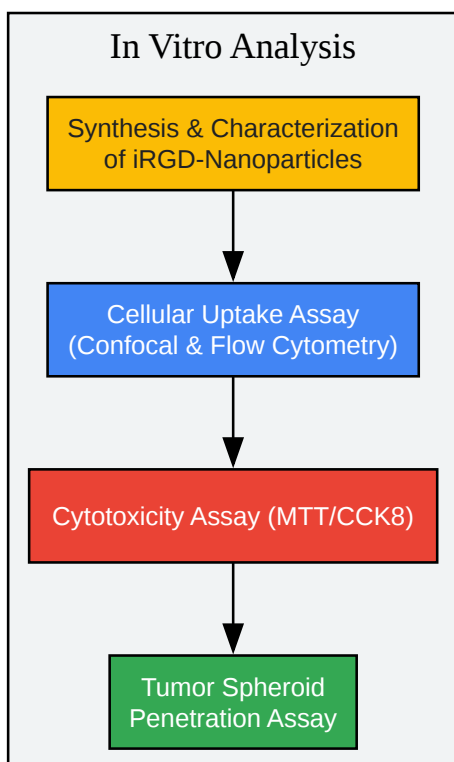 In Vitro Analysis
Synthesis & Characterization
of iRGD-Nanoparticles
Cellular Uptake Assay
(Confocal & Flow Cytometry)
Cytotoxicity Assay (MTT/CCK8)
Tumor Spheroid
Penetration Assay